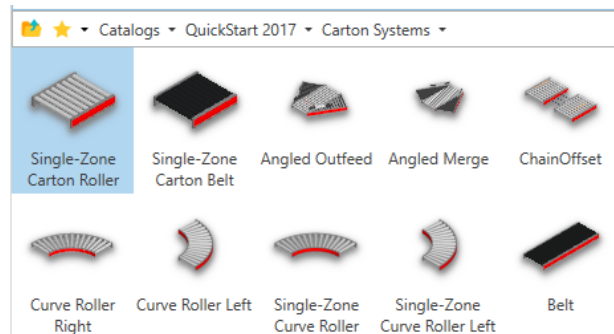 Catalogs QuickStart 2017 Carton Systems
Single-Zone Single-Zone Angled Outfeed Angled Merge ChainOffset
Carton Roller Carton Belt
Curve Roller Curve Roller Left Single-Zone Single-Zone Belt
Right Curve Roller Curve Roller Left